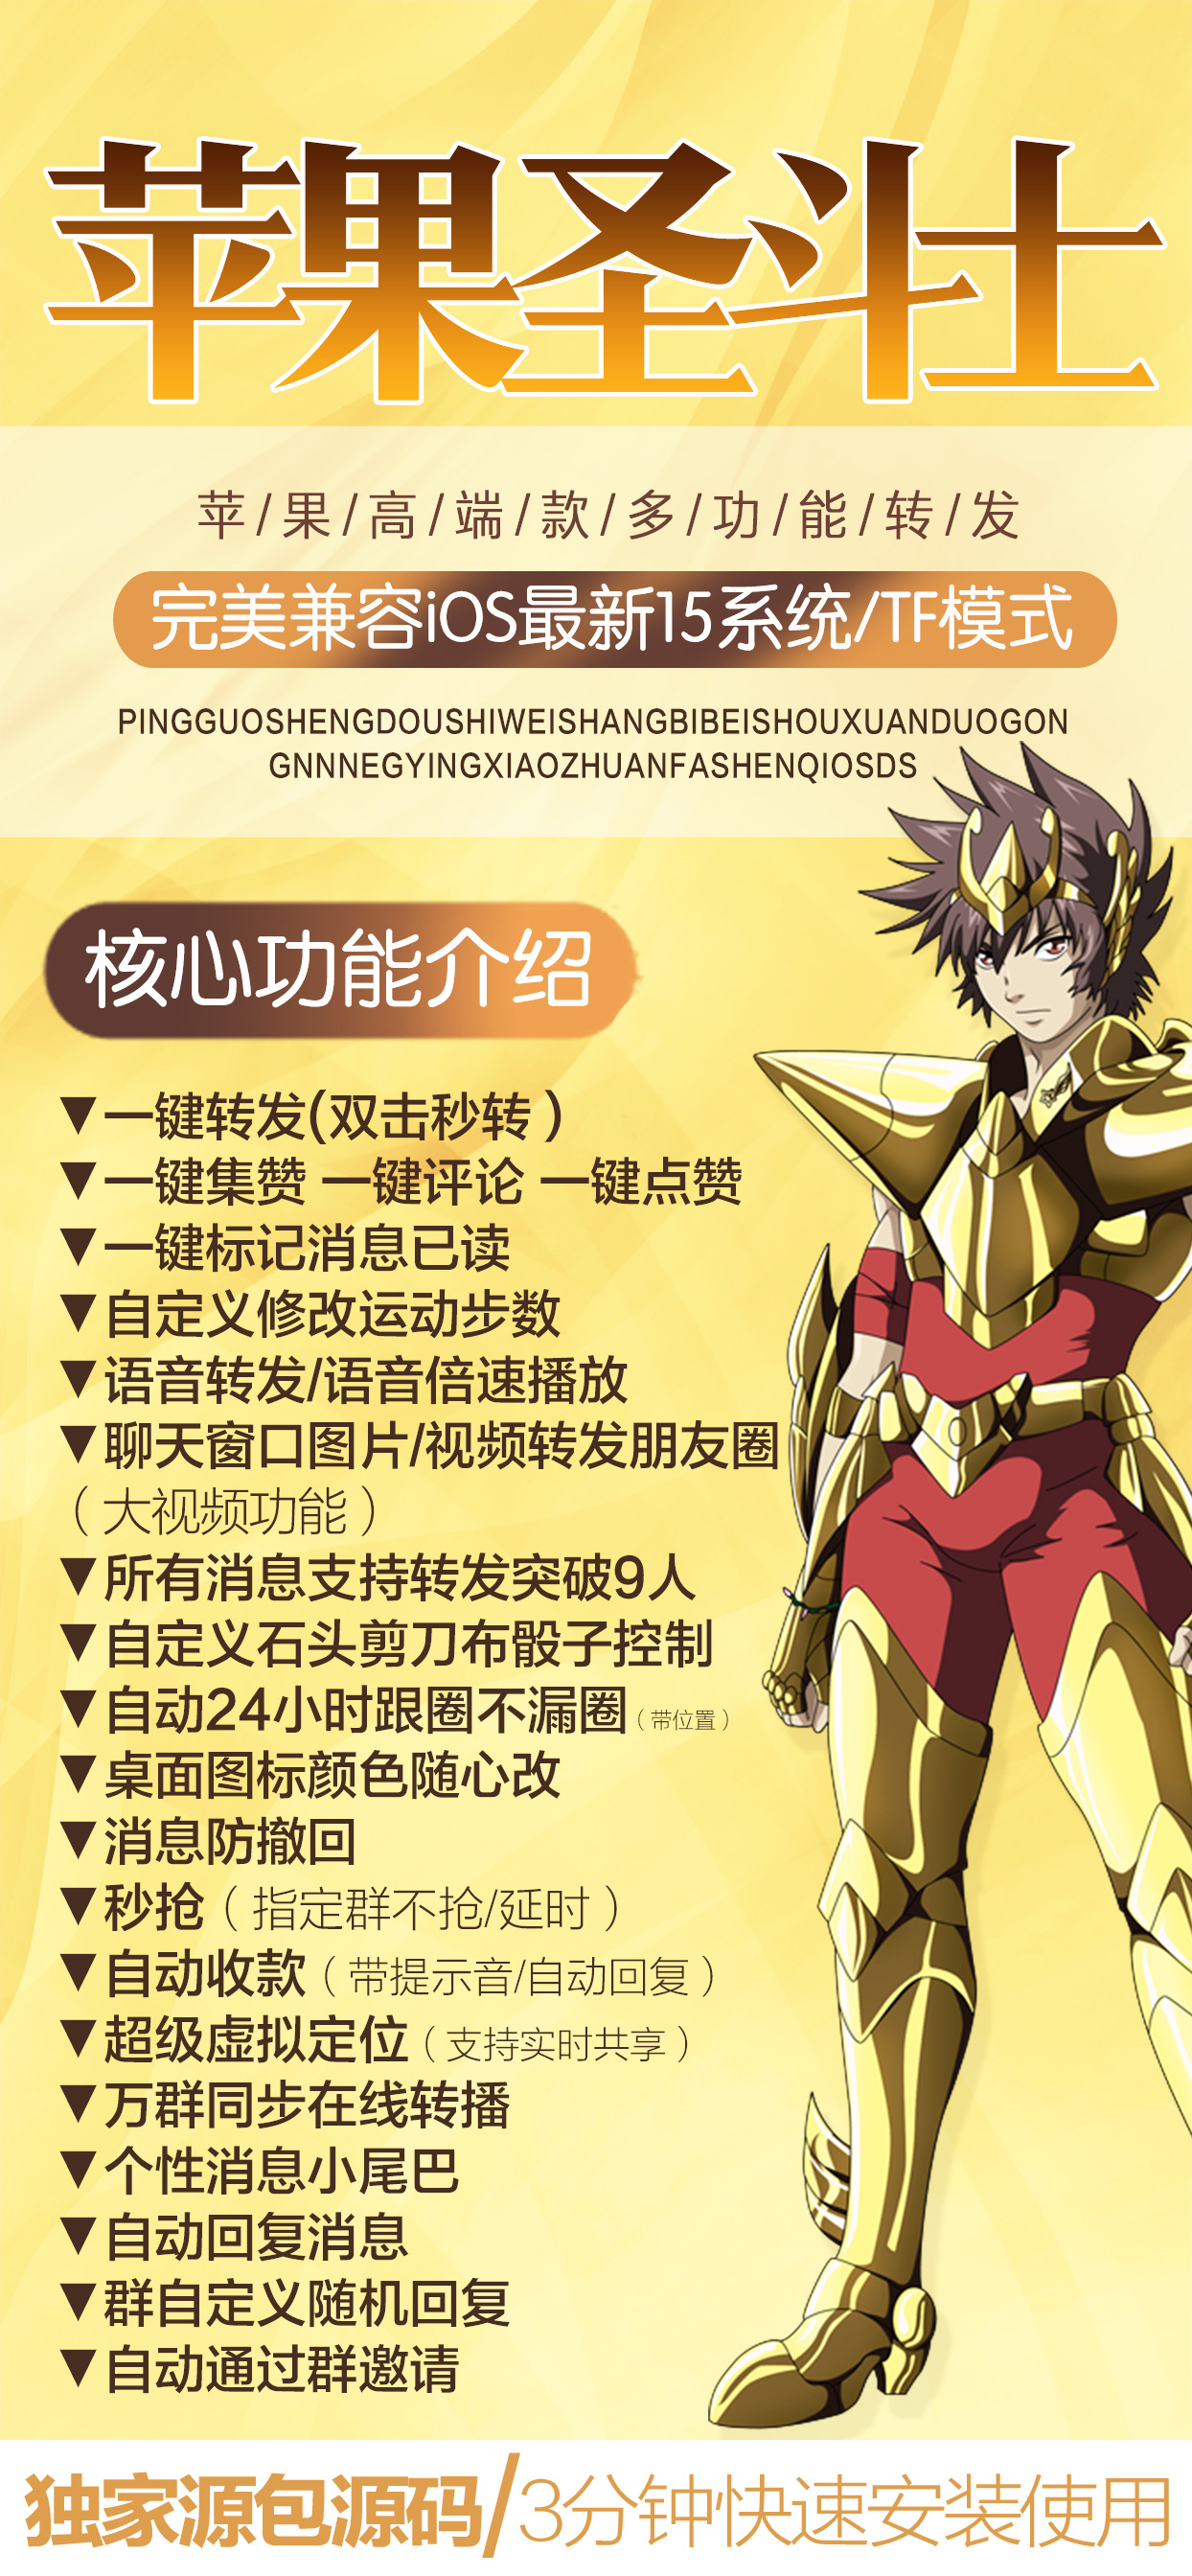 苹果圣斗士
苹/果/高/端/款/多/功/能/转/发
完美兼容iOS最新15系统/TF模式
PINGGUOSHENGDOUSHIWEISHANGBIBEISHOUXUANDUOGON
GNNNEGYINGXIAOZHUANFASHENQIOSDS
核心功能介绍
▼一键转发(双击秒转)
▼一键集赞 一键评论 一键点赞
▼一键标记消息已读
▼自定义修改运动步数
▼语音转发/语音倍速播放
▼聊天窗口图片/视频转发朋友圈
（大视频功能）
▼所有消息支持转发突破9人
▼自定义石头剪刀布骰子控制
▼自动24小时跟圈不漏圈（带位置）
▼桌面图标颜色随心改
▼消息防撤回
▼秒抢（指定群不抢/延时）
▼自动收款（带提示音/自动回复）
▼超级虚拟定位（支持实时共享）
▼万群同步在线转播
▼个性消息小尾巴
▼自动回复消息
▼群自定义随机回复
▼自动通过群邀请
独家源包源码/3分钟快速安装使用